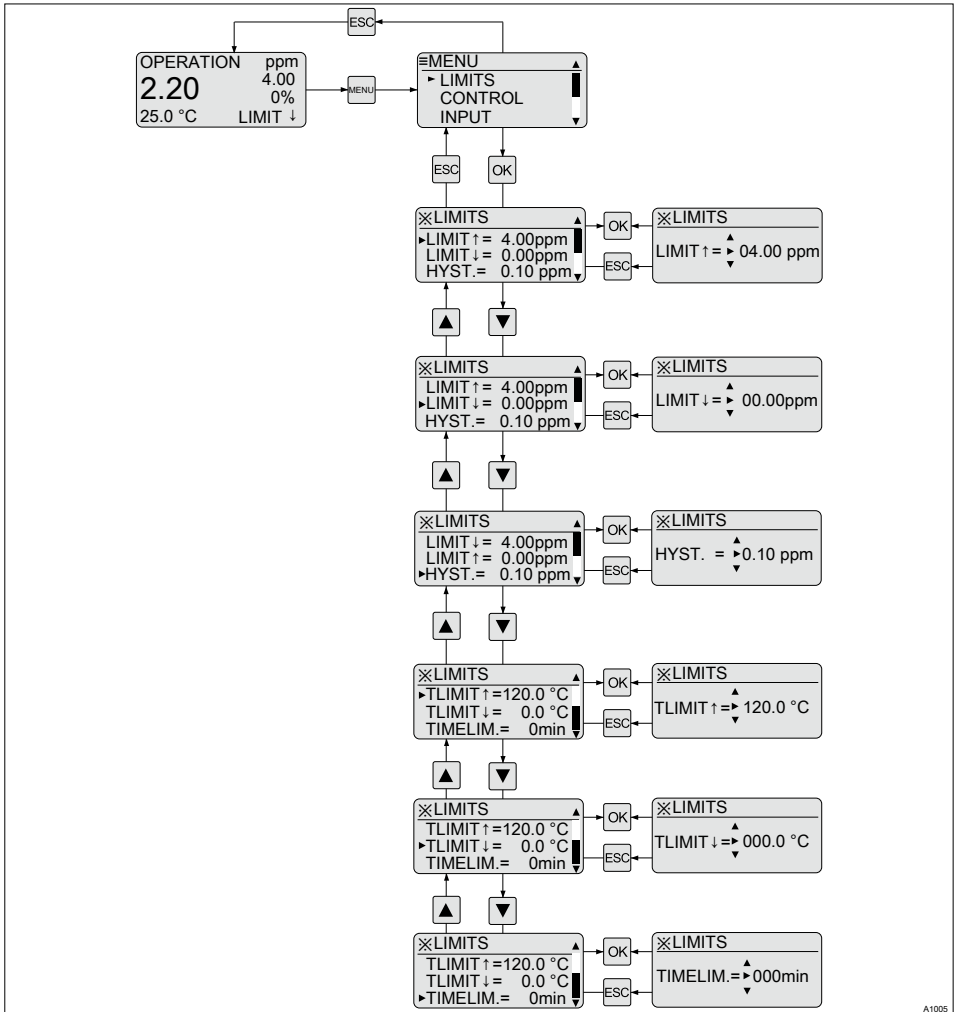 ESC
OPERATION ppm
2.20 4.00
0%
25.0 °C LIMIT ↓
MENU
≡MENU ▲
► LIMITS
CONTROL
INPUT ▼
ESC OK
※LIMITS ▲
►LIMIT↑= 4.00ppm
LIMIT↓= 0.00ppm
HYST.= 0.10 ppm ▼
OK
ESC
※LIMITS
▲
LIMIT↑= ► 04.00 ppm
▼
▲ ▼
※LIMITS ▲
LIMIT↑= 4.00ppm
►LIMIT↓= 0.00ppm
HYST.= 0.10 ppm ▼
OK
ESC
※LIMITS
▲
LIMIT↓= ► 00.00ppm
▼
▲ ▼
※LIMITS ▲
LIMIT↓= 4.00ppm
LIMIT↑= 0.00ppm
►HYST.= 0.10 ppm ▼
OK
ESC
※LIMITS
▲
HYST. = ►0.10 ppm
▼
▲ ▼
※LIMITS ▲
►TLIMIT↑=120.0 °C
TLIMIT↓= 0.0 °C
TIMELIM.= 0min ▼
OK
ESC
※LIMITS
▲
TLIMIT↑=► 120.0 °C
▼
▲ ▼
※LIMITS ▲
TLIMIT↑=120.0 °C
►TLIMIT↓= 0.0 °C
TIMELIM.= 0min ▼
OK
ESC
※LIMITS
▲
TLIMIT↓=► 000.0 °C
▼
▲ ▼
※LIMITS ▲
TLIMIT↑=120.0 °C
TLIMIT↓= 0.0 °C
►TIMELIM.= 0min ▼
OK
ESC
※LIMITS
▲
TIMELIM.=►000min
▼
A1005